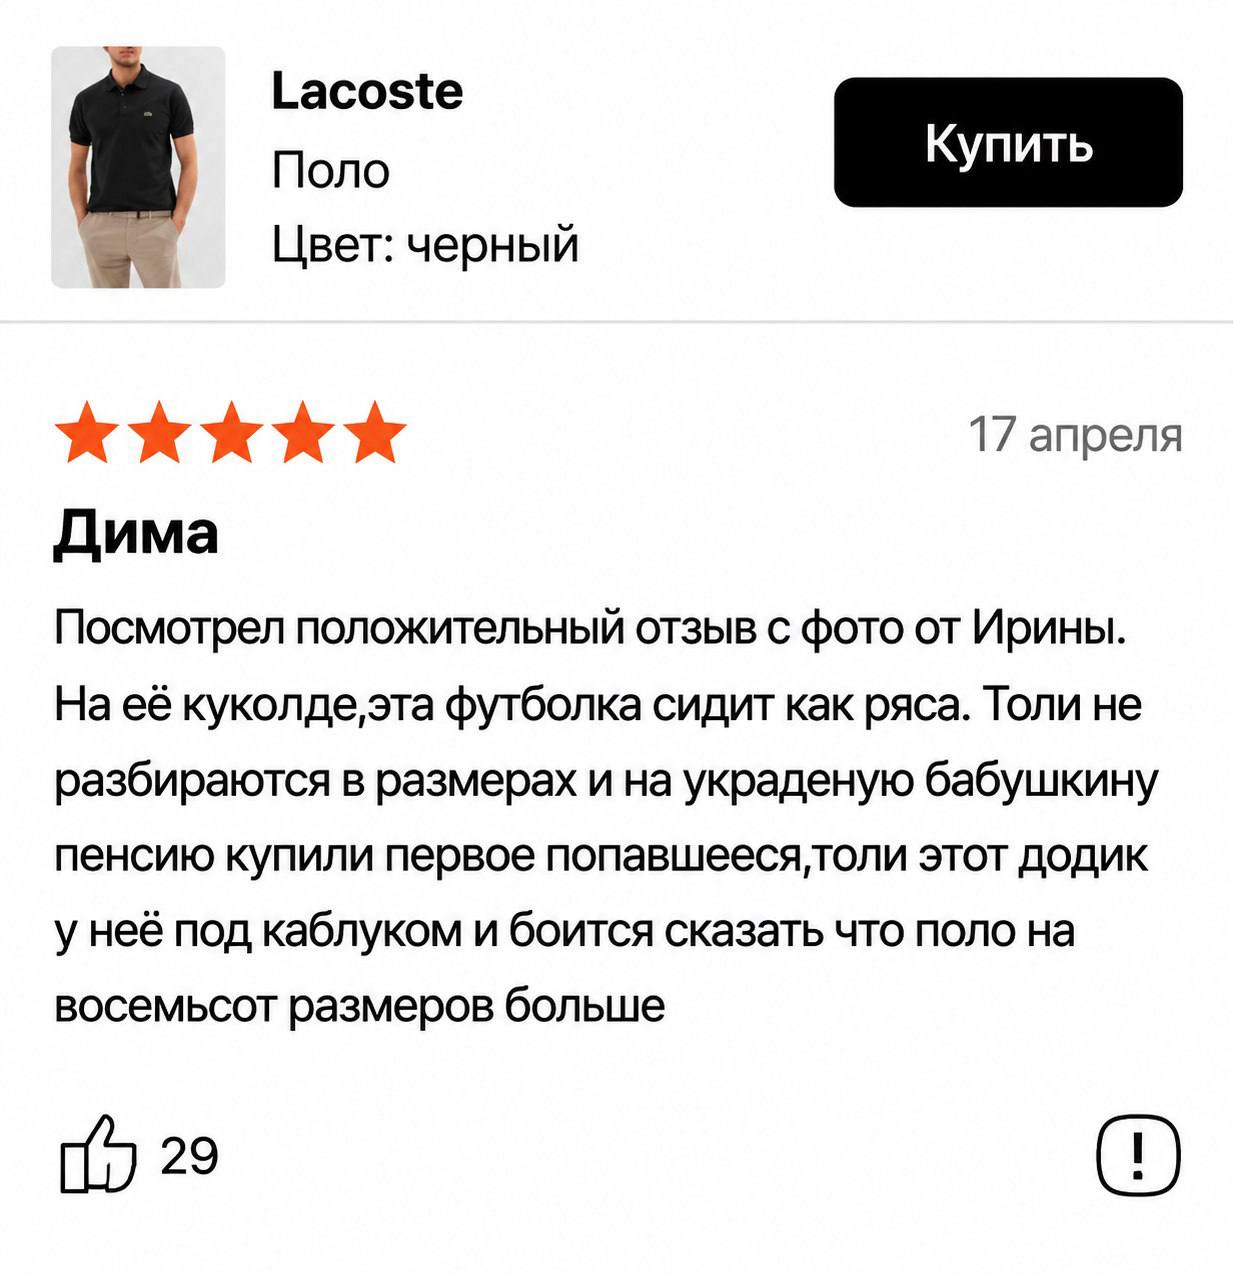 Lacoste
Купить
Поло
Цвет: черный
17 апреля
Дима
Посмотрел положительный отзыв с фото от Ирины.
На её куколде,эта футболка сидит как ряса. Толи не
разбираются в размерах и на украденую бабушкину
пенсию купили первое попавшееся,толи этот додик
у неё под каблуком и боится сказать что поло на
восемьсот размеров больше
29